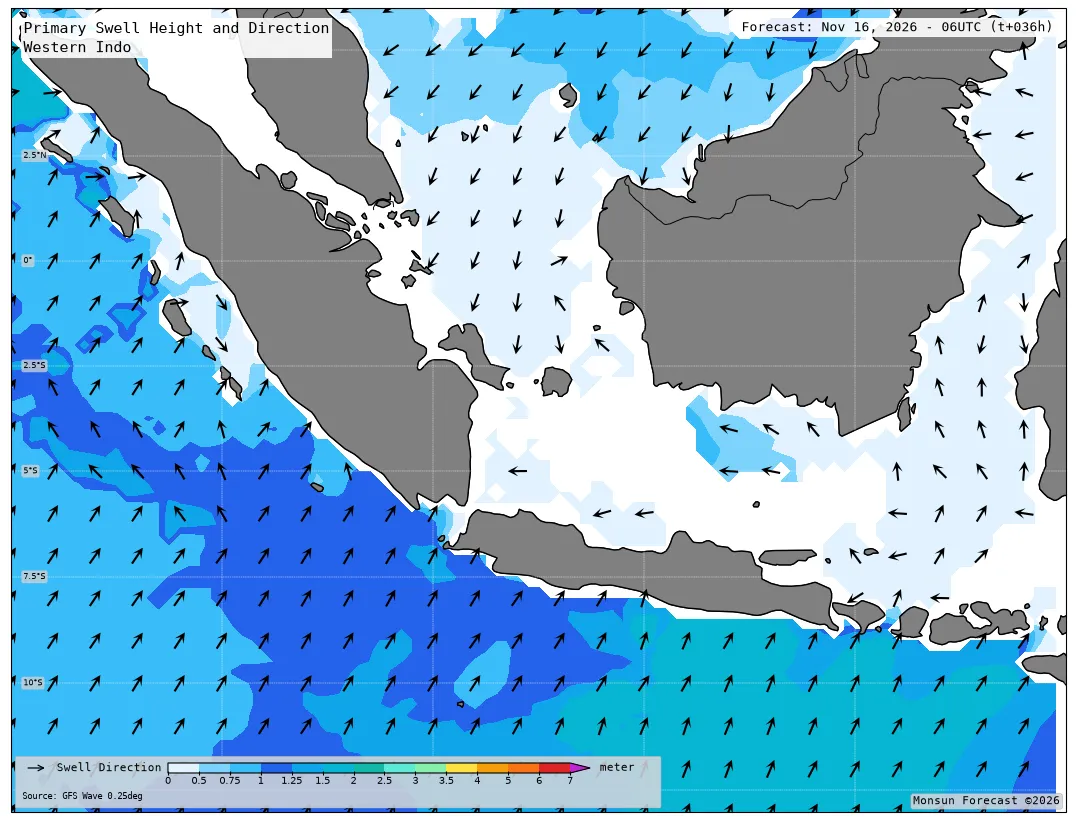 Primary Swell Height and Direction
Western Indo
Forecast: Nov 16, 2026 - 06UTC (t+036h)
2.5°N
0°
2.5°S
5°S
7.5°S
10°S
Swell Direction
0 0.5 0.75 1 1.25 1.5 2 2.5 3 3.5 4 5 6 7
meter
Source: GFS Wave 0.25deg
Monsun Forecast ©2026